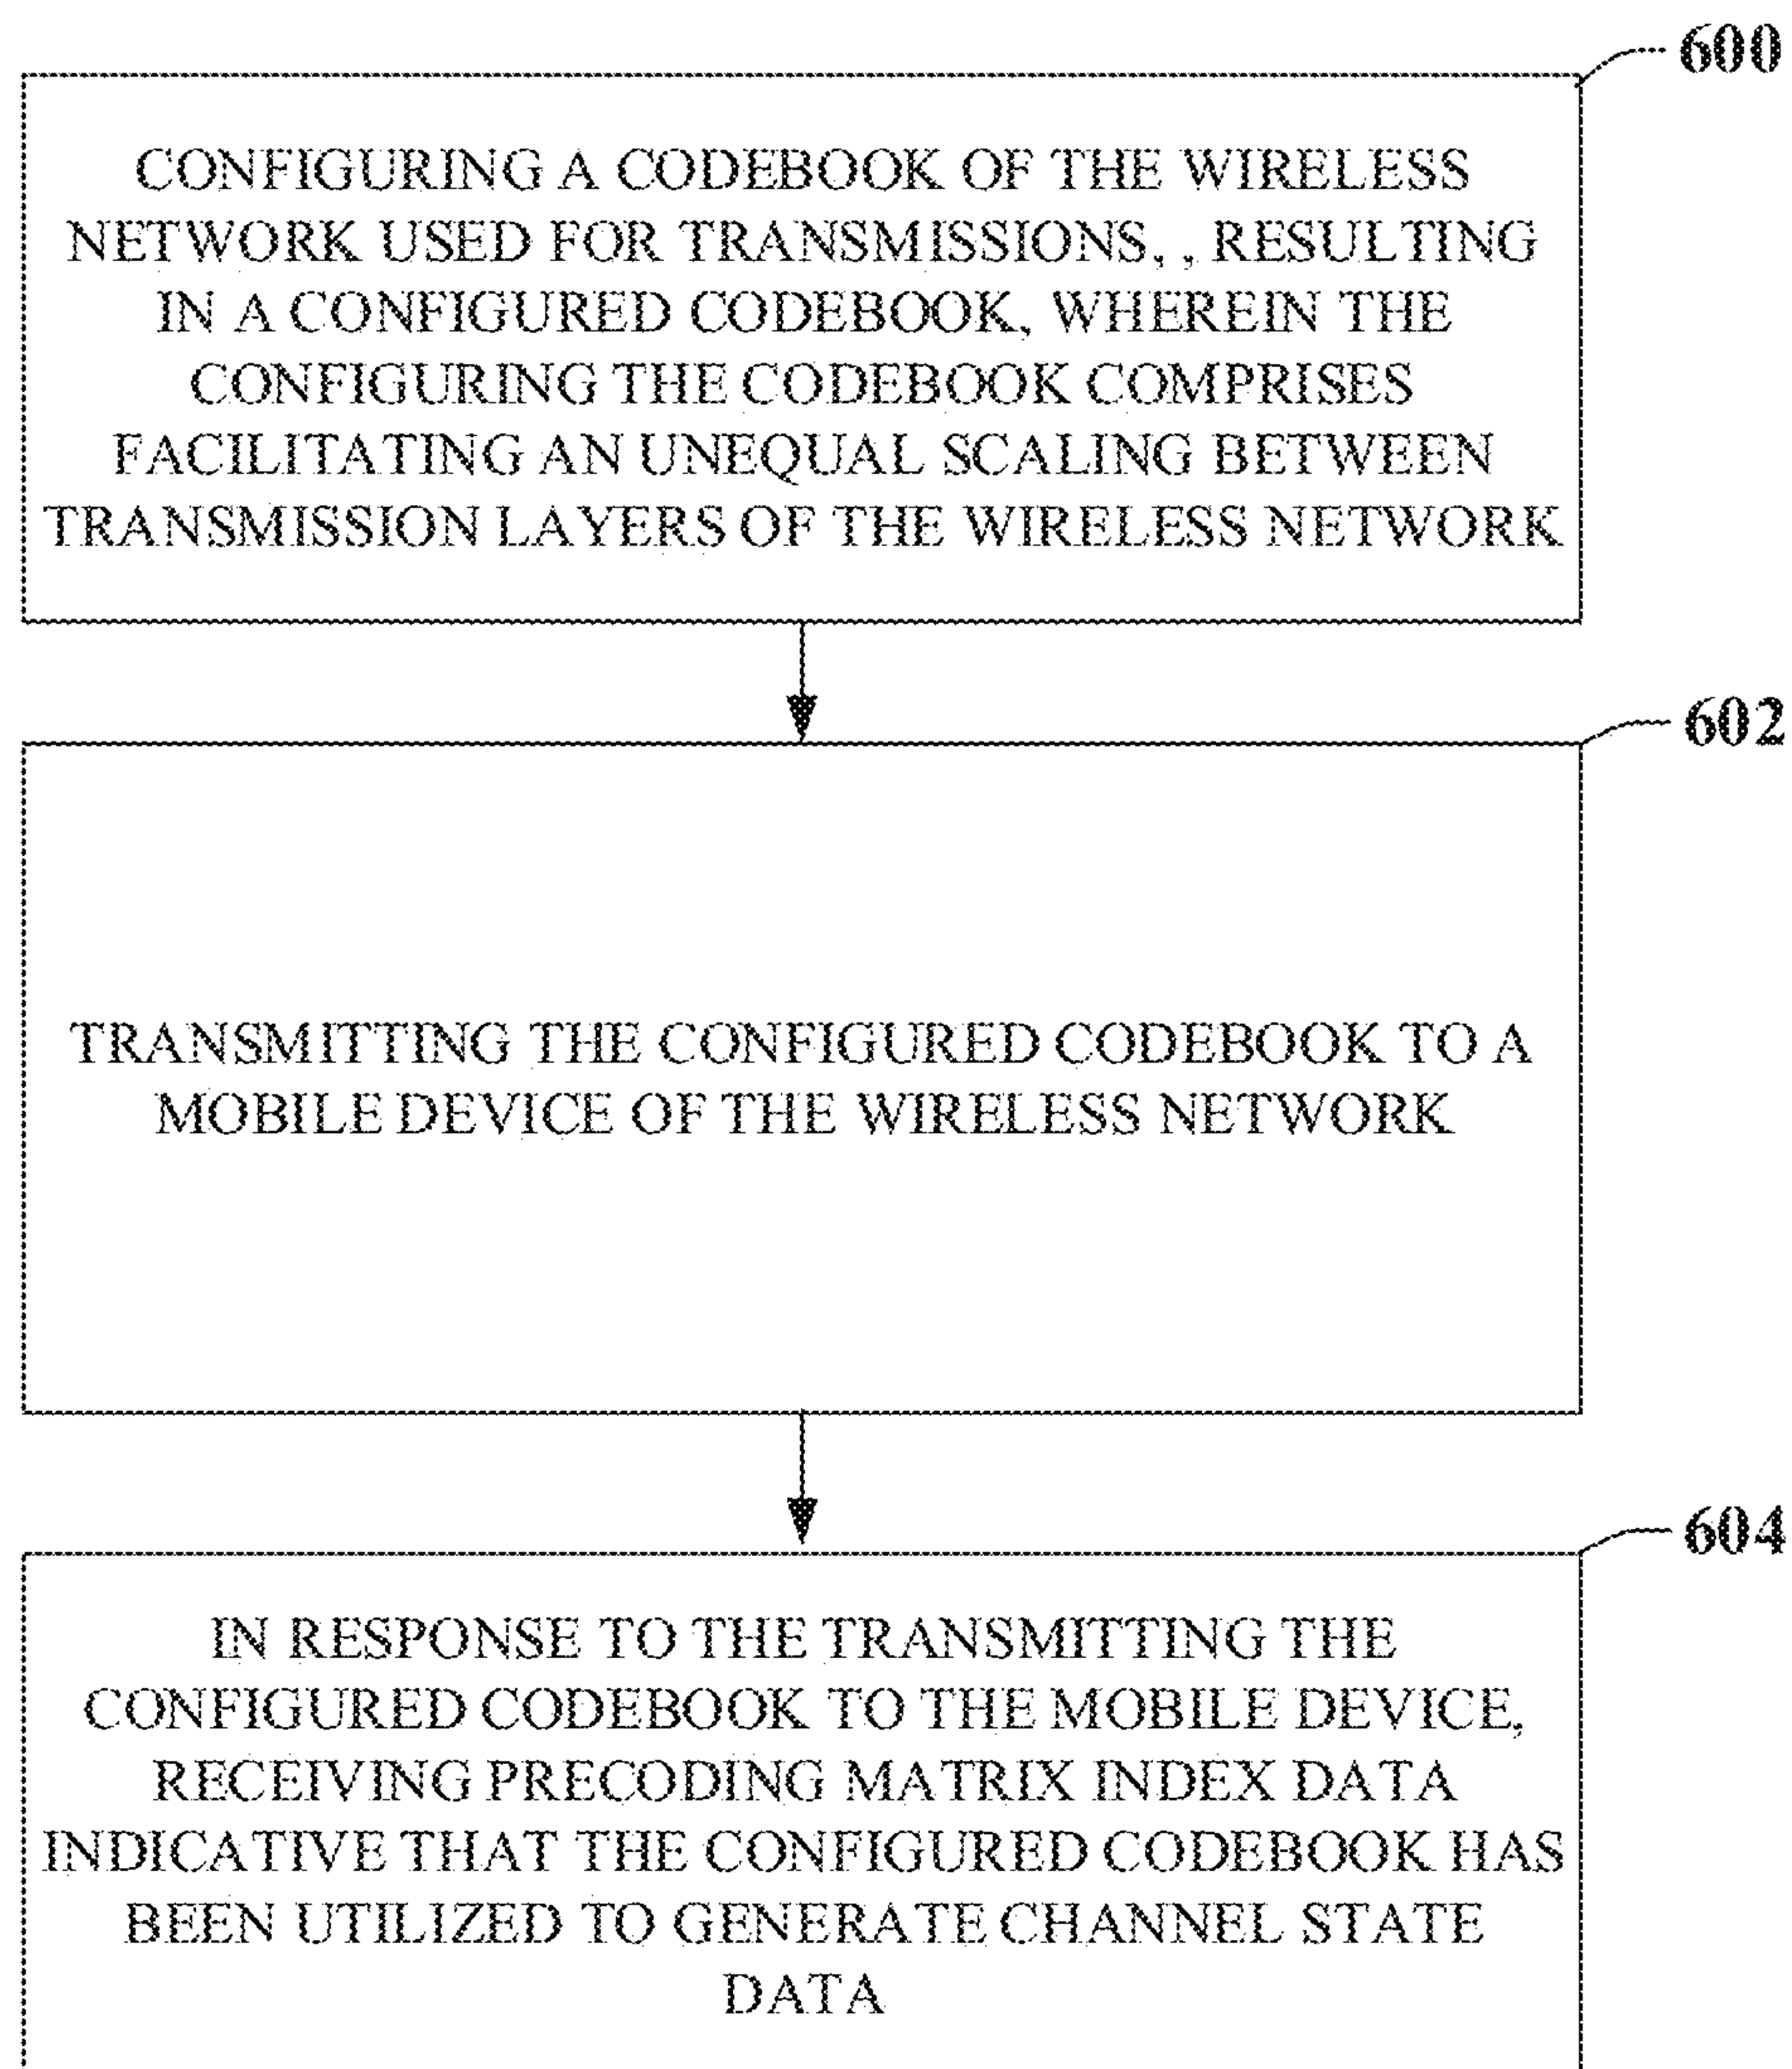 600
CONFIGURING A CODEBOOK OF THE WIRELESS
NETWORK USED FOR TRANSMISSIONS, , RESULTING
IN A CONFIGURED CODEBOOK, WHEREIN THE
CONFIGURING THE CODEBOOK COMPRISES
FACILITATING AN UNEQUAL SCALING BETWEEN
TRANSMISSION LAYERS OF THE WIRELESS NETWORK
602
TRANSMITTING THE CONFIGURED CODEBOOK TO A
MOBILE DEVICE OF THE WIRELESS NETWORK
604
IN RESPONSE TO THE TRANSMITTING THE
CONFIGURED CODEBOOK TO THE MOBILE DEVICE,
RECEIVING PRECODING MATRIX INDEX DATA
INDICATIVE THAT THE CONFIGURED CODEBOOK HAS
BEEN UTILIZED TO GENERATE CHANNEL STATE
DATA